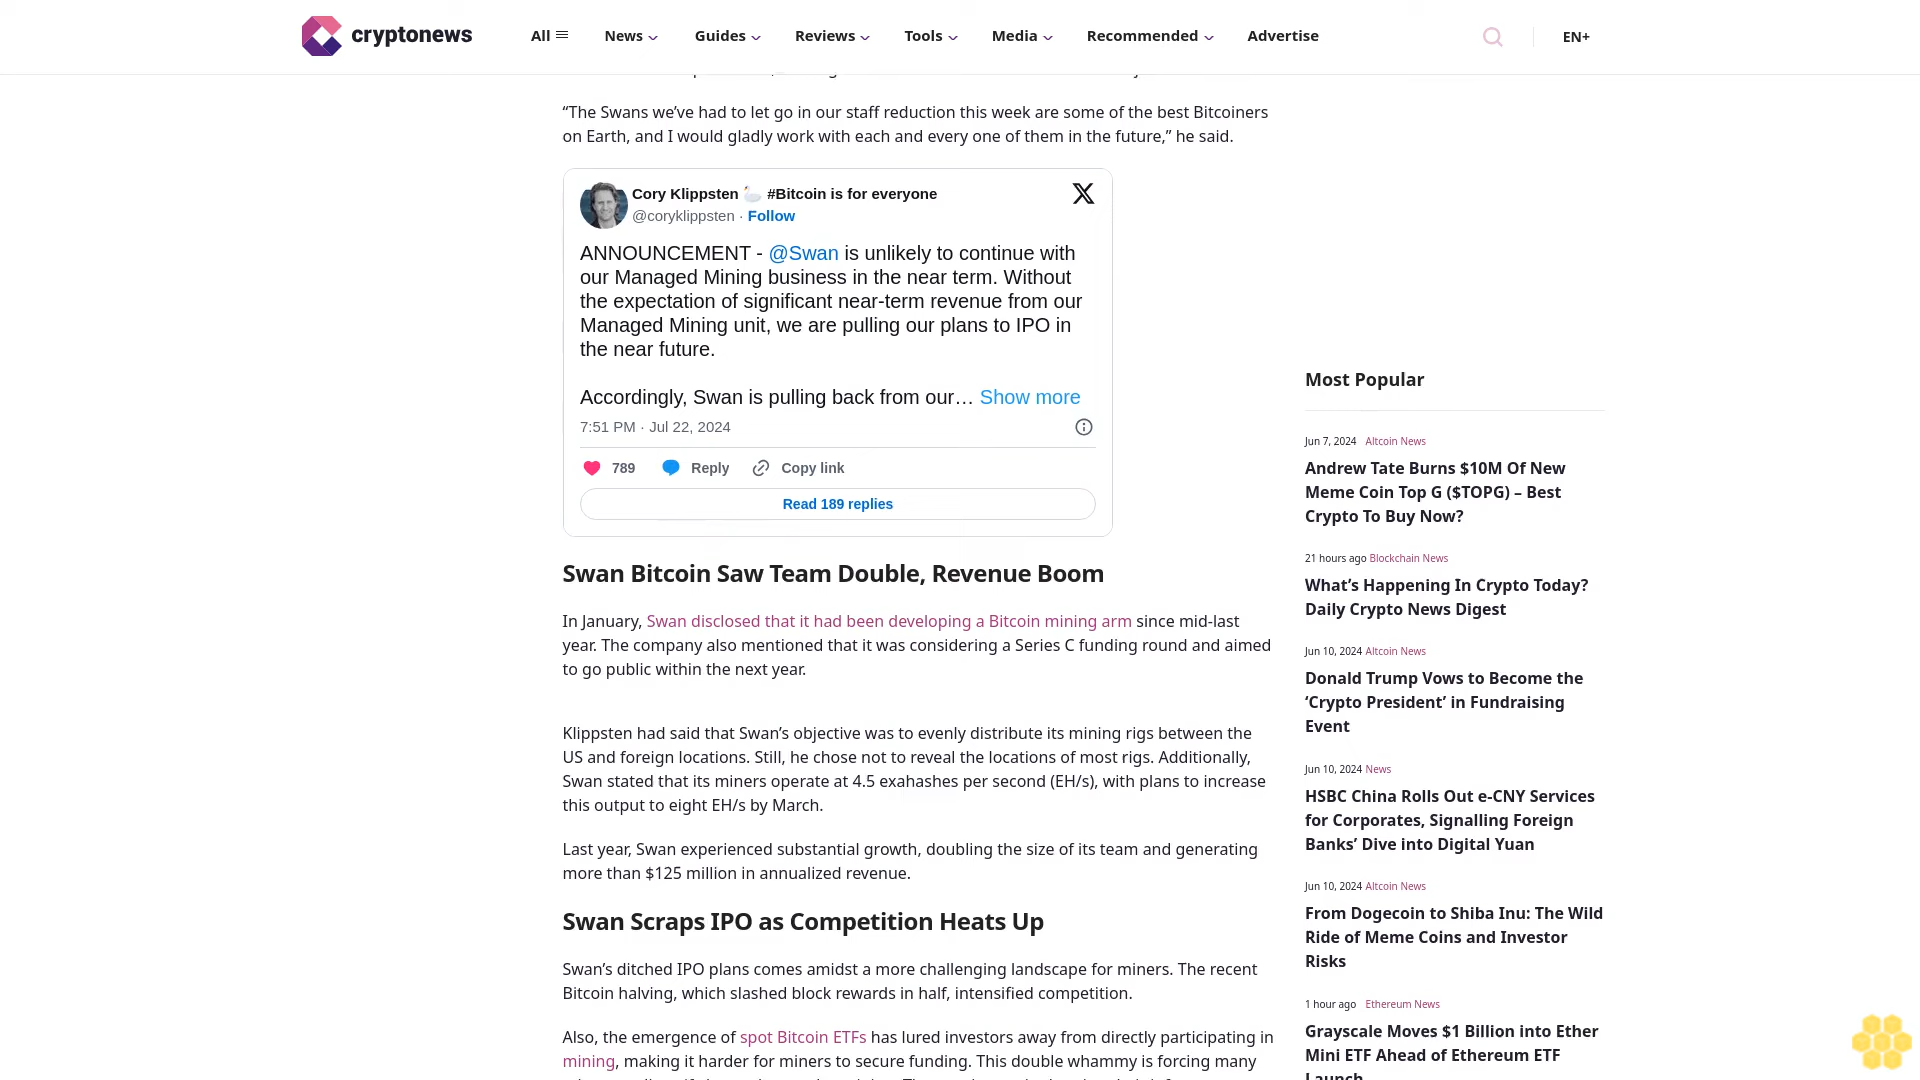 cryptonews
All
News
Guides
Reviews
Tools
Media
Recommended
Advertise
EN+
“The Swans we’ve had to let go in our staff reduction this week are some of the best Bitcoiners
on Earth, and I would gladly work with each and every one of them in the future,” he said.
Cory Klippsten 🦢 #Bitcoin is for everyone
@coryklippsten · Follow
ANNOUNCEMENT - @Swan is unlikely to continue with
our Managed Mining business in the near term. Without
the expectation of significant near-term revenue from our
Managed Mining unit, we are pulling our plans to IPO in
the near future.
Accordingly, Swan is pulling back from our… Show more
7:51 PM · Jul 22, 2024
789 Reply Copy link
Read 189 replies
Swan Bitcoin Saw Team Double, Revenue Boom
In January, Swan disclosed that it had been developing a Bitcoin mining arm since mid-last
year. The company also mentioned that it was considering a Series C funding round and aimed
to go public within the next year.
Klippsten had said that Swan’s objective was to evenly distribute its mining rigs between the
US and foreign locations. Still, he chose not to reveal the locations of most rigs. Additionally,
Swan stated that its miners operate at 4.5 exahashes per second (EH/s), with plans to increase
this output to eight EH/s by March.
Last year, Swan experienced substantial growth, doubling the size of its team and generating
more than $125 million in annualized revenue.
Swan Scraps IPO as Competition Heats Up
Swan’s ditched IPO plans comes amidst a more challenging landscape for miners. The recent
Bitcoin halving, which slashed block rewards in half, intensified competition.
Also, the emergence of spot Bitcoin ETFs has lured investors away from directly participating in
mining, making it harder for miners to secure funding. This double whammy is forcing many
Most Popular
Jun 7, 2024 Altcoin News
Andrew Tate Burns $10M Of New
Meme Coin Top G ($TOPG) – Best
Crypto To Buy Now?
21 hours ago Blockchain News
What’s Happening In Crypto Today?
Daily Crypto News Digest
Jun 10, 2024 Altcoin News
Donald Trump Vows to Become the
‘Crypto President’ in Fundraising
Event
Jun 10, 2024 News
HSBC China Rolls Out e-CNY Services
for Corporates, Signalling Foreign
Banks’ Dive into Digital Yuan
Jun 10, 2024 Altcoin News
From Dogecoin to Shiba Inu: The Wild
Ride of Meme Coins and Investor
Risks
1 hour ago Ethereum News
Grayscale Moves $1 Billion into Ether
Mini ETF Ahead of Ethereum ETF
Launch